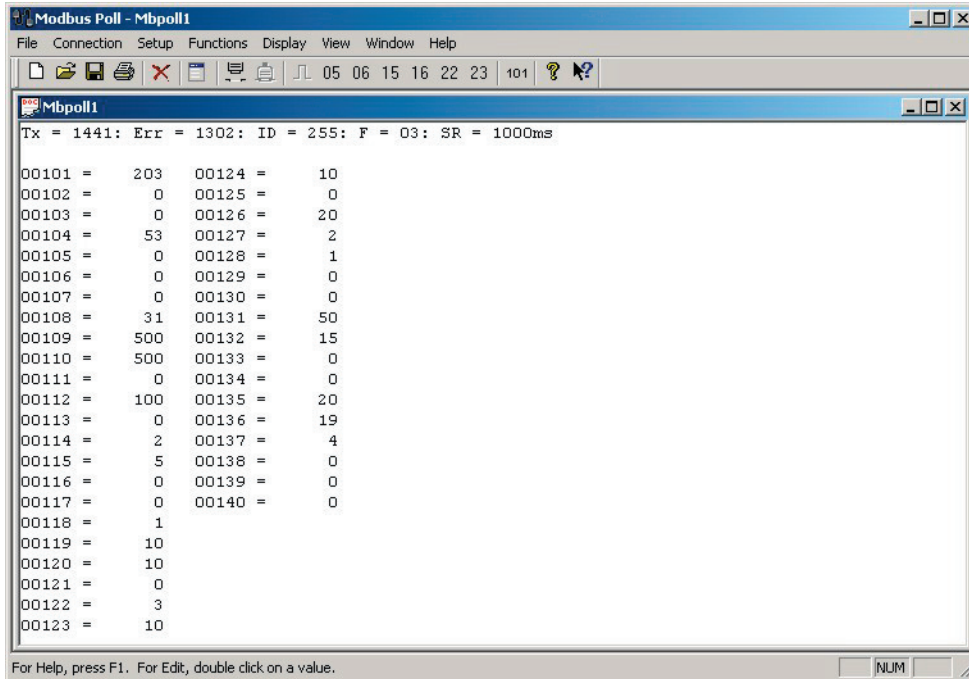 Modbus Poll - Mbpoll1
File Connection Setup Functions Display View Window Help
05 06 15 16 22 23 101
Mbpoll1
Tx = 1441: Err = 1302: ID = 255: F = 03: SR = 1000ms
00101 = 203 00124 = 10
00102 = 0 00125 = 0
00103 = 0 00126 = 20
00104 = 53 00127 = 2
00105 = 0 00128 = 1
00106 = 0 00129 = 0
00107 = 0 00130 = 0
00108 = 31 00131 = 50
00109 = 500 00132 = 15
00110 = 500 00133 = 0
00111 = 0 00134 = 0
00112 = 100 00135 = 20
00113 = 0 00136 = 19
00114 = 2 00137 = 4
00115 = 5 00138 = 0
00116 = 0 00139 = 0
00117 = 0 00140 = 0
00118 = 1
00119 = 10
00120 = 10
00121 = 0
00122 = 3
00123 = 10
For Help, press F1. For Edit, double click on a value. NUM